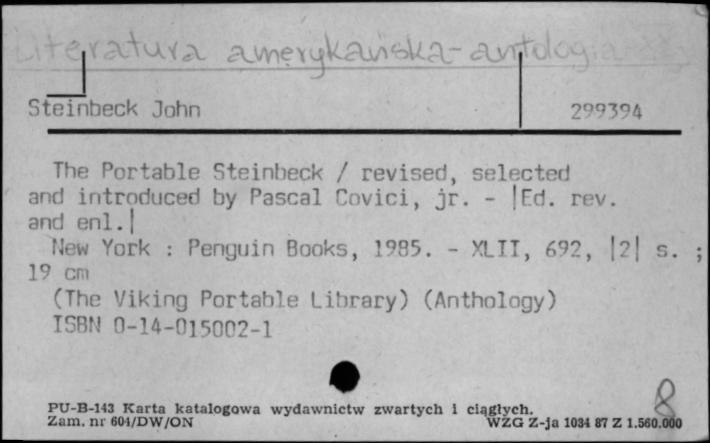 Literatura amerykańska - antologia
Steinbeck John 299394
The Portable Steinbeck / revised, selected
and introduced by Pascal Covici, jr. - |Ed. rev.
and enl.|
New York : Penguin Books, 1985. - XLII, 692, |2| s. ;
19 cm
(The Viking Portable Library) (Anthology)
ISBN 0-14-015002-1
8
PU-B-143 Karta katalogowa wydawnictw zwartych i ciągłych.
Zam. nr 601/DW/ON WZG Z-ja 1034 87 Z 1.560.000